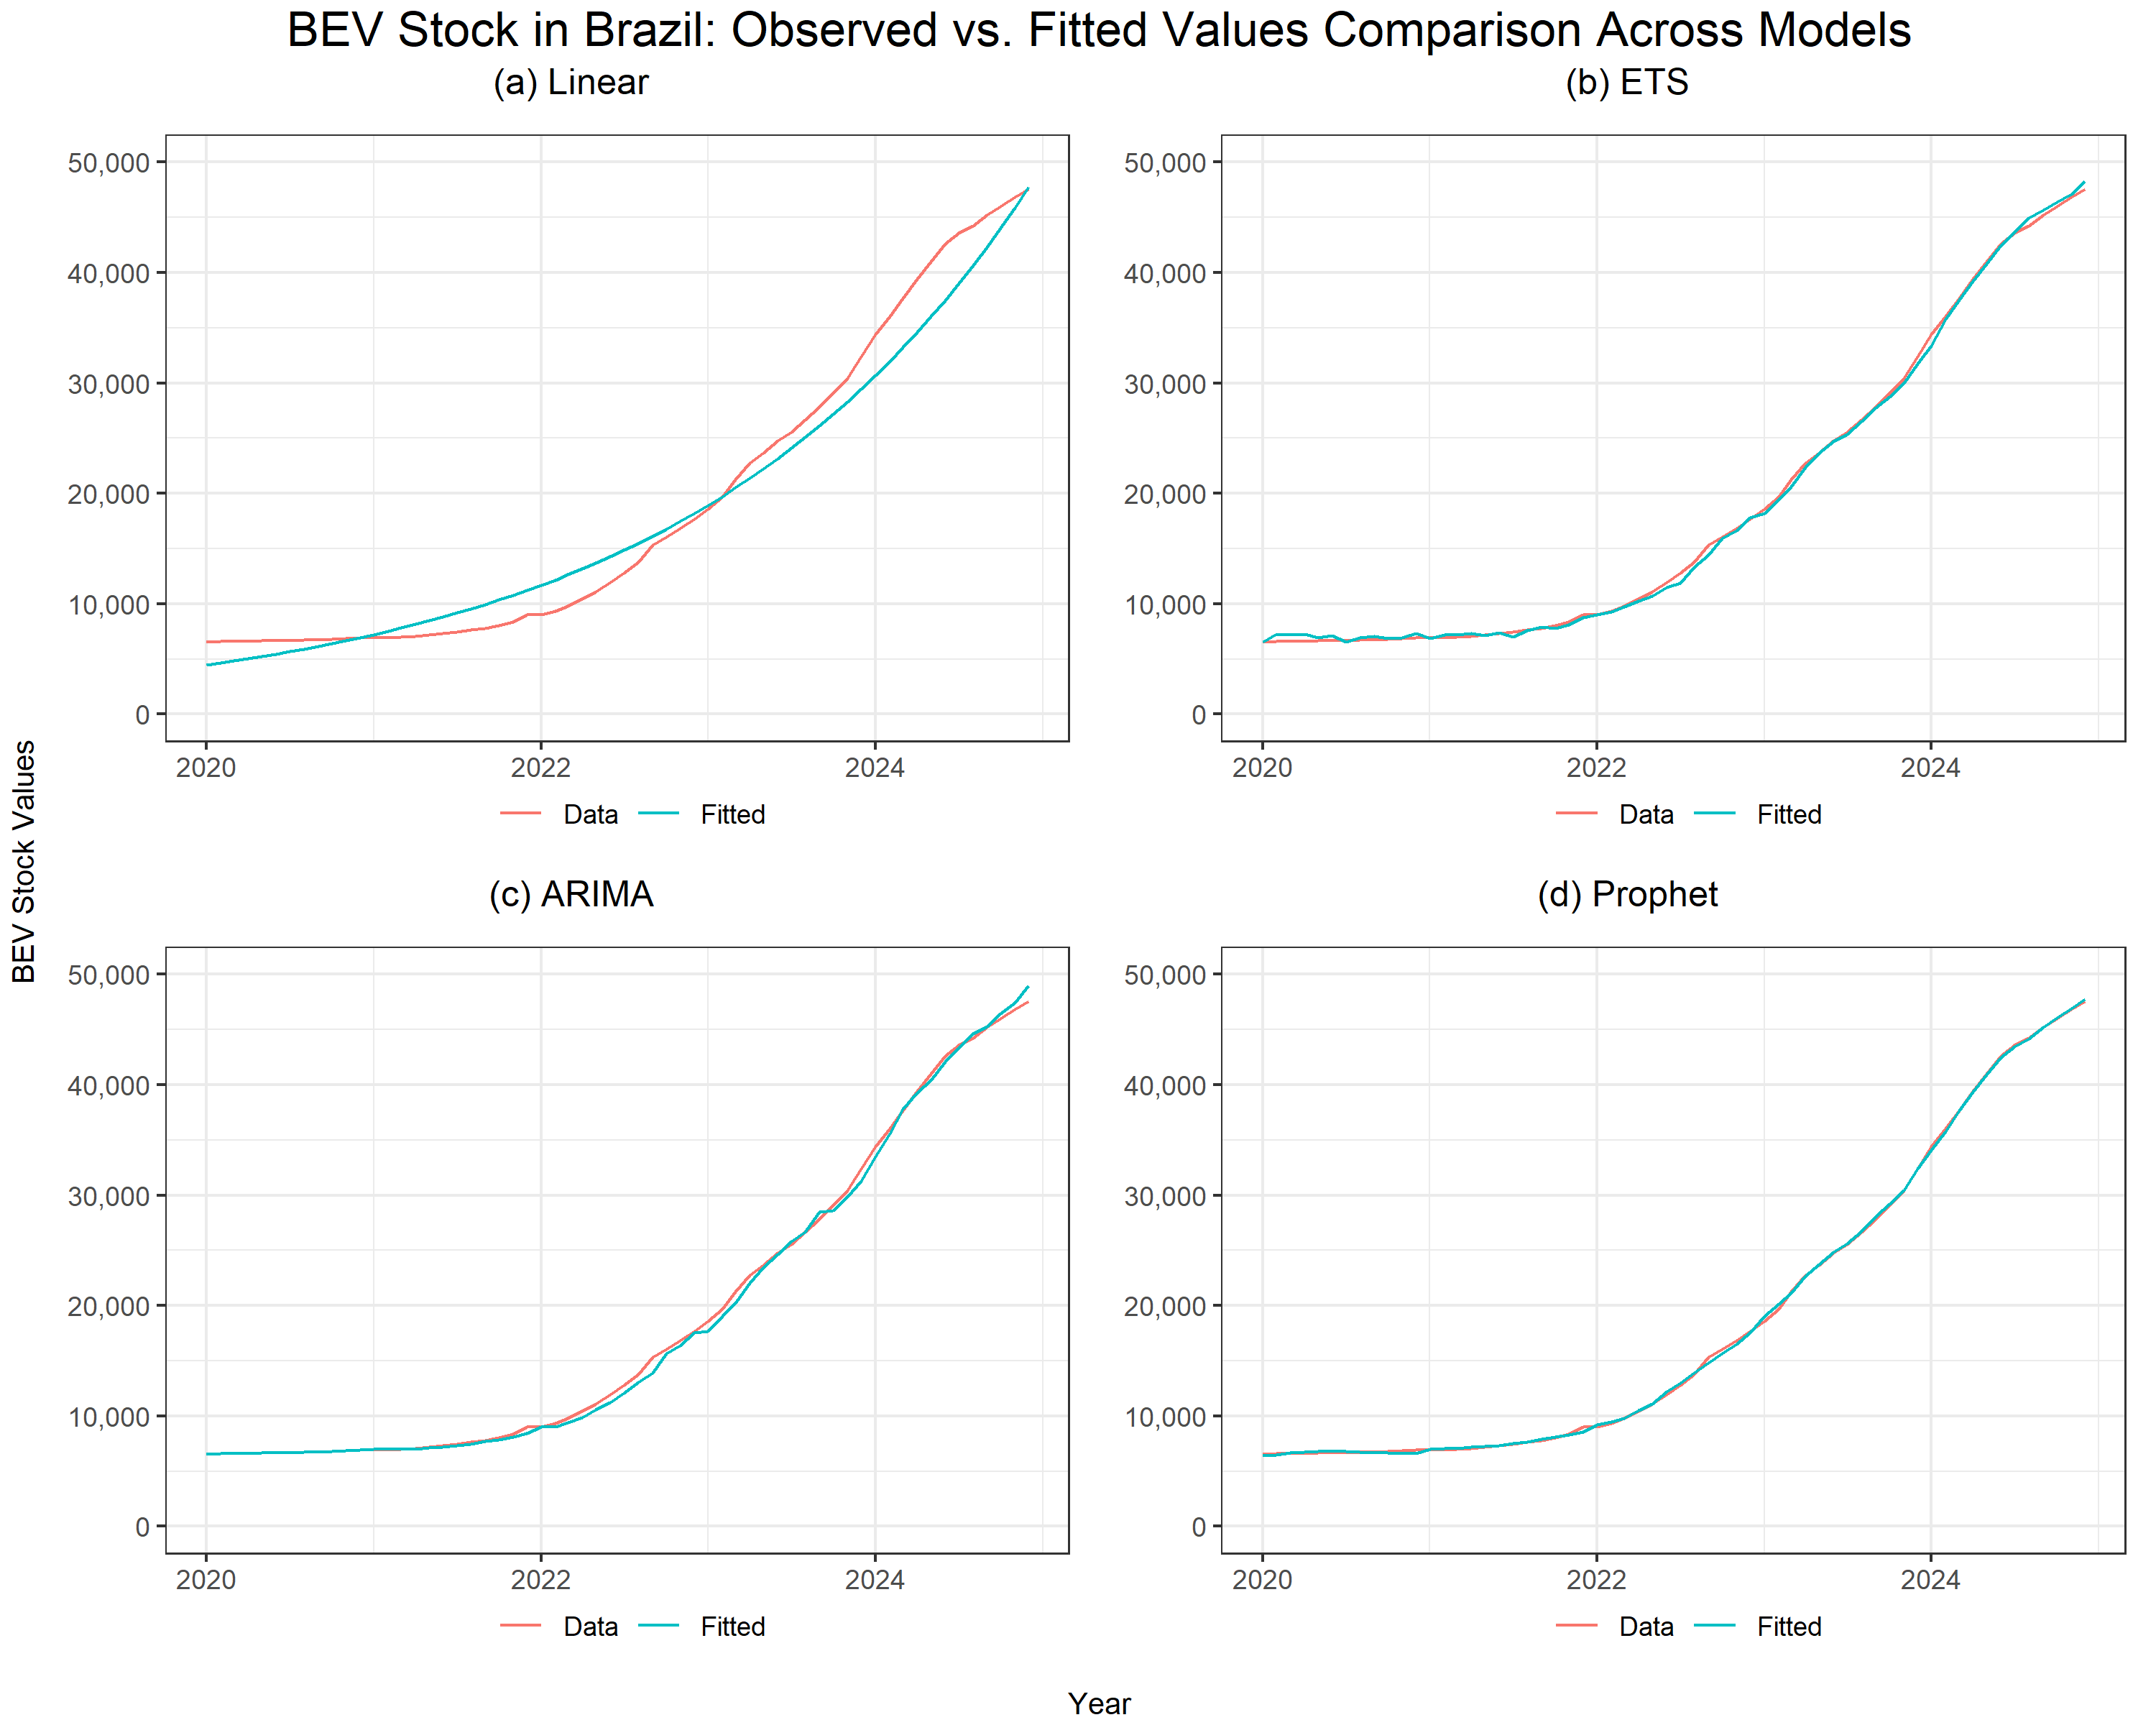 BEV Stock in Brazil: Observed vs. Fitted Values Comparison Across Models
(a) Linear
50,000
40,000
30,000
20,000
10,000
0
2020 2022 2024
Data Fitted
(b) ETS
50,000
40,000
30,000
20,000
10,000
0
2020 2022 2024
Data Fitted
BEV Stock Values
(c) ARIMA
50,000
40,000
30,000
20,000
10,000
0
2020 2022 2024
Data Fitted
(d) Prophet
50,000
40,000
30,000
20,000
10,000
0
2020 2022 2024
Data Fitted
Year